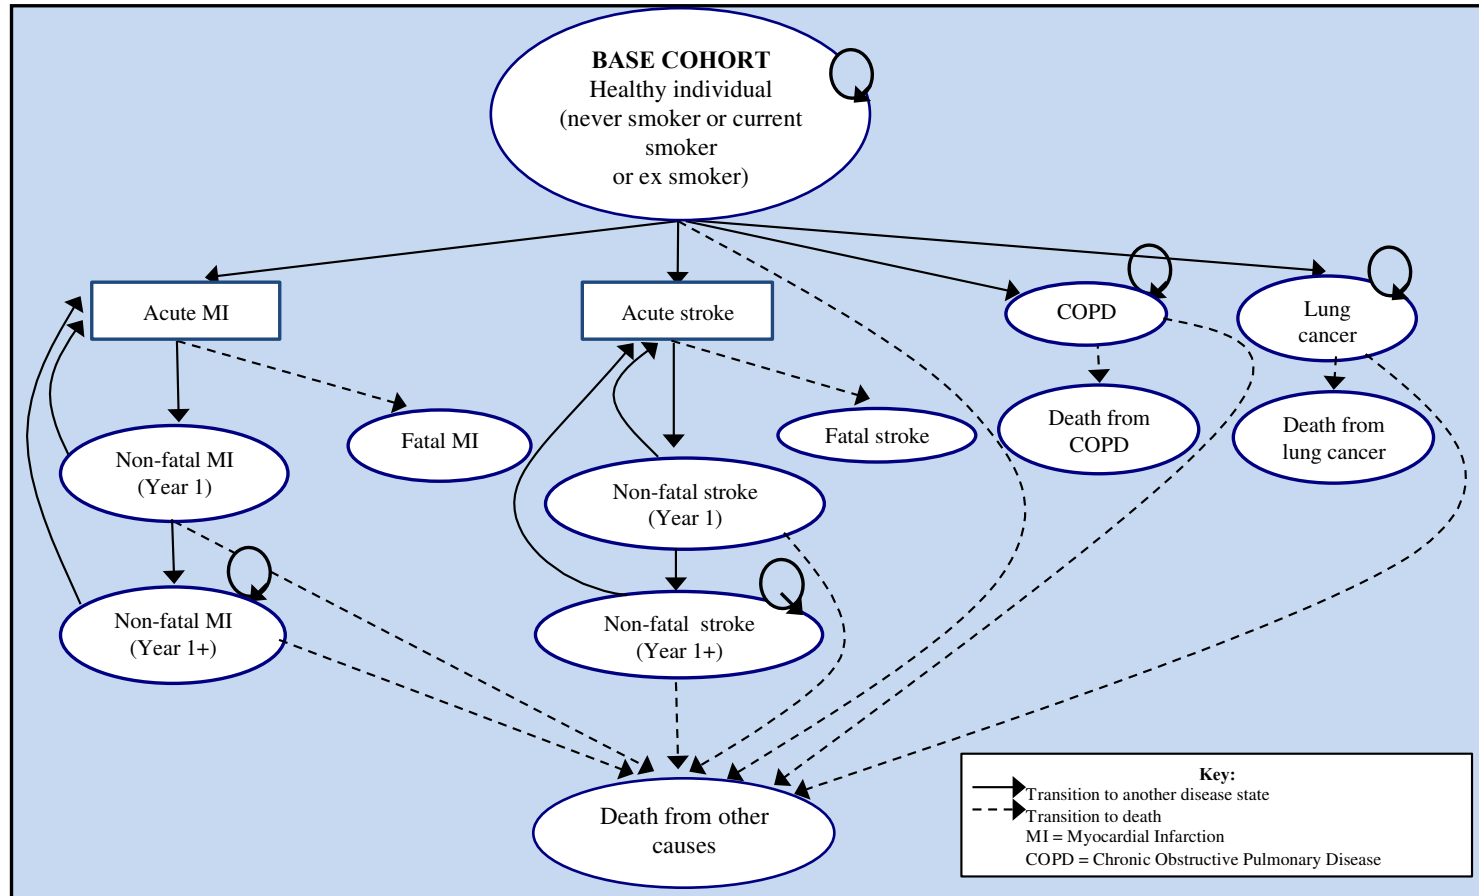 BASE COHORT
Healthy individual
(never smoker or current
smoker
or ex smoker)
Acute MI
Acute stroke
COPD
Lung
cancer
Fatal MI
Fatal stroke
Death from
COPD
Death from
lung cancer
Non-fatal MI
(Year 1)
Non-fatal stroke
(Year 1)
Non-fatal MI
(Year 1+)
Non-fatal stroke
(Year 1+)
Death from other
causes
Key:
Transition to another disease state
Transition to death
MI = Myocardial Infarction
COPD = Chronic Obstructive Pulmonary Disease